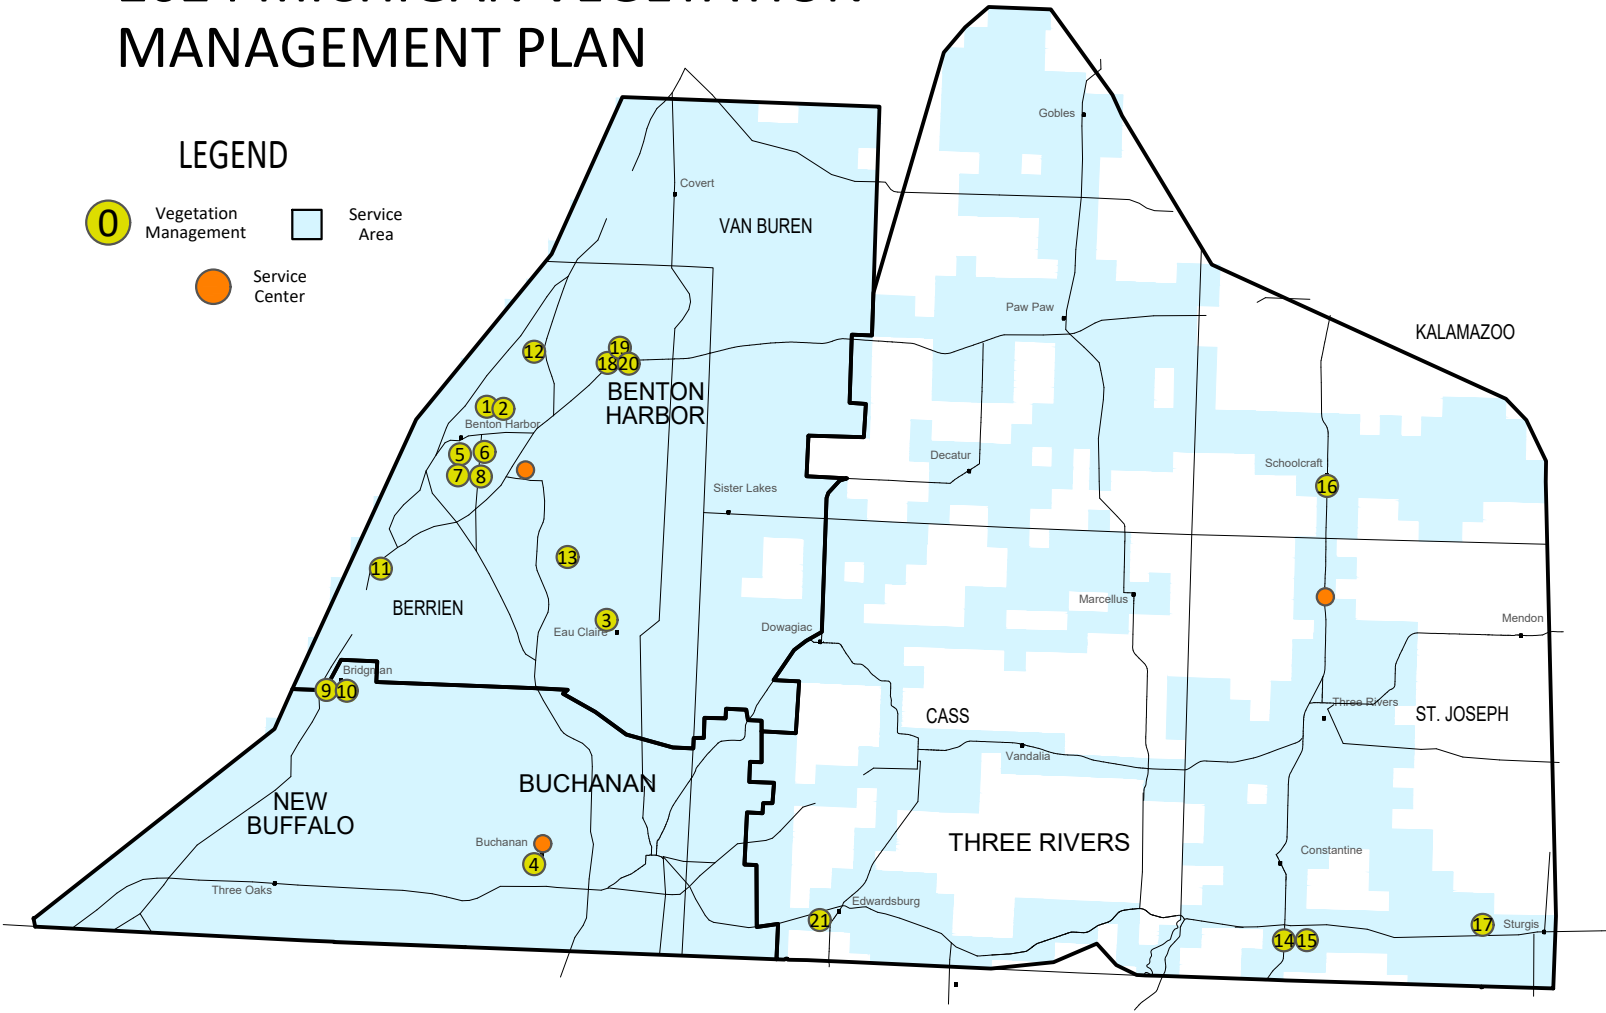 MANAGEMENT PLAN
LEGEND
0
Vegetation
Management
Service
Area
Service
Center
Gobles
Covert
VAN BUREN
Paw Paw
KALAMAZOO
12
19
18
20
BENTON
HARBOR
1
2
Benton Harbor
5
6
7
8
Decatur
Schoolcraft
16
Sister Lakes
13
11
BERRIEN
Marcellus
3
Eau Claire
Dowagiac
Mendon
Bridgman
9
10
CASS
Three Rivers
ST. JOSEPH
Vandalia
BUCHANAN
NEW
BUFFALO
Buchanan
4
THREE RIVERS
Constantine
Three Oaks
Edwardsburg
21
17
Sturgis
14
15